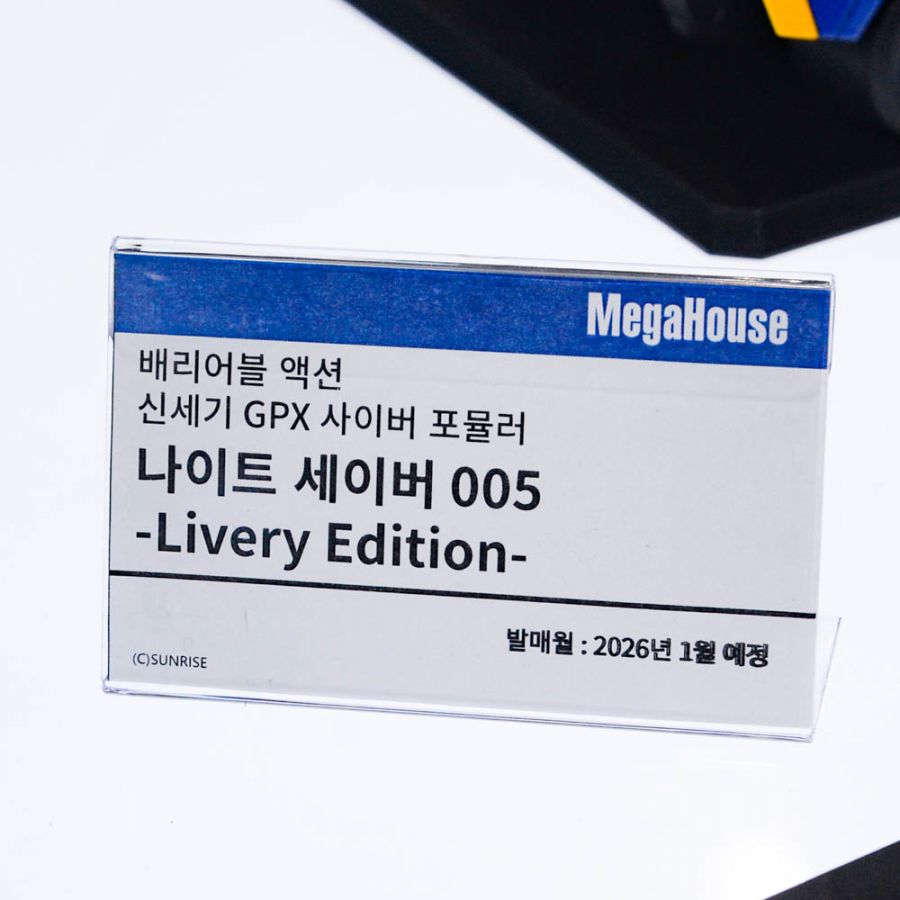 MegaHouse
배리어블 액션
신세기 GPX 사이버 포뮬러
나이트 세이버 005
-Livery Edition-
발매월 : 2026년 1월 예정
(C)SUNRISE